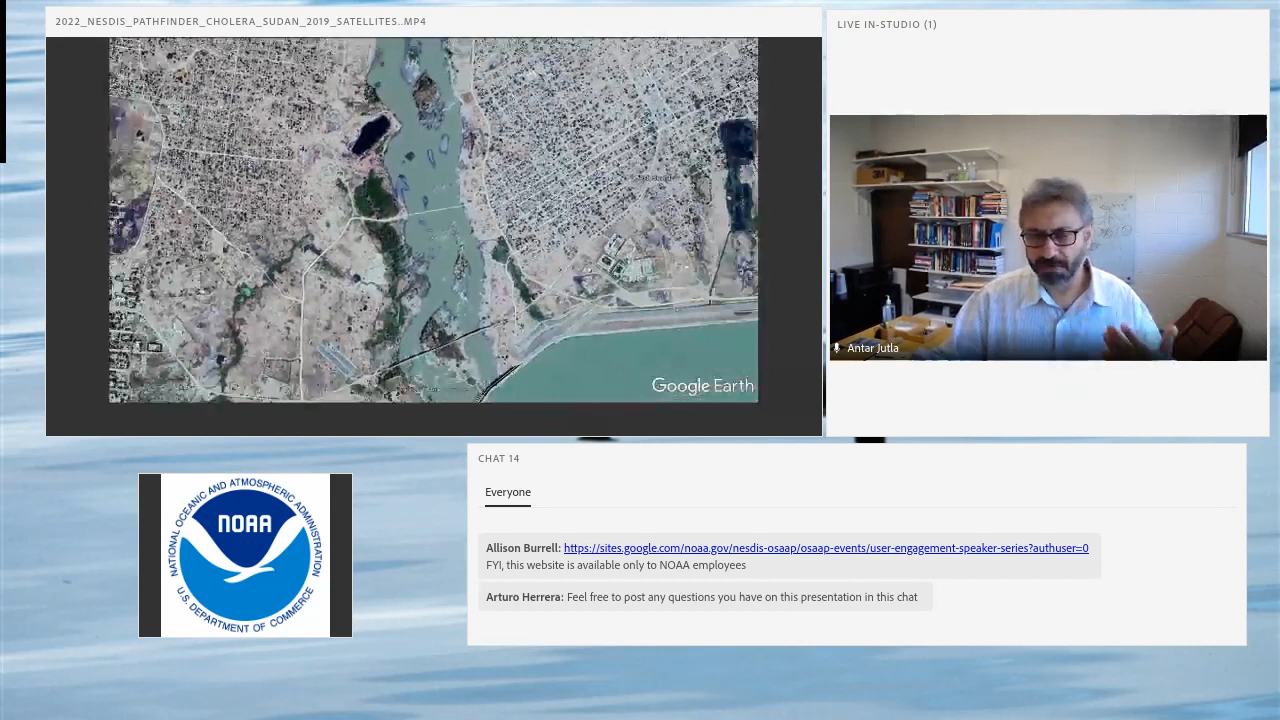 2022_NESDIS_PATHFINDER_CHOLERA_SUDAN_2019_SATELLITES..MP4
LIVE IN-STUDIO (1)
Google Earth
3M
Antar Jutla
NATIONAL OCEANIC AND ATMOSPHERIC ADMINISTRATION
NOAA
U.S. DEPARTMENT OF COMMERCE
CHAT 14
Everyone
Allison Burrell: https://sites.google.com/noaa.gov/nesdis-osaap/osaap-events/user-engagement-speaker-series?authuser=0
FYI, this website is available only to NOAA employees
Arturo Herrera: Feel free to post any questions you have on this presentation in this chat